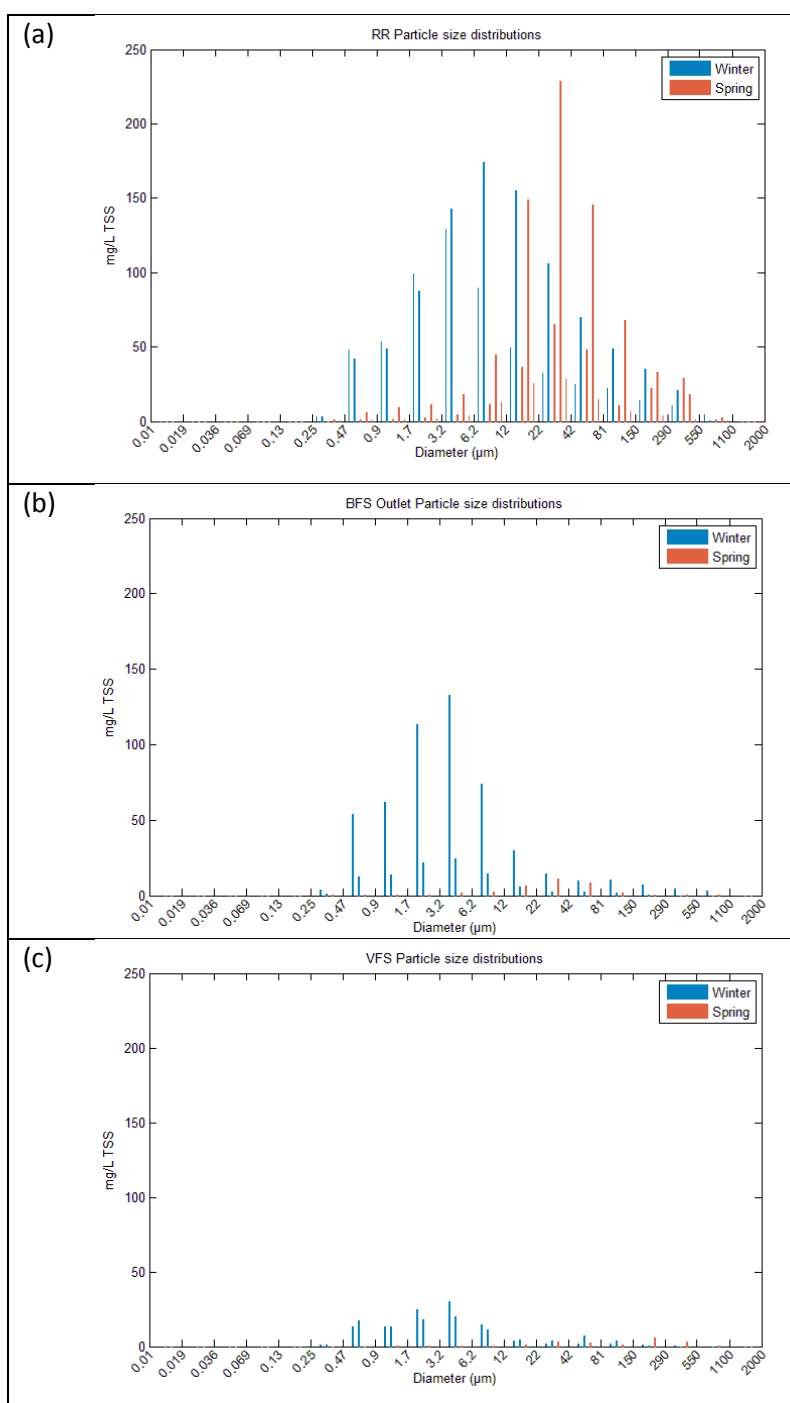 (a)
RR Particle size distributions
250
200
150
100
50
0
mg/L TSS
Winter
Spring
0.01 0.019 0.036 0.069 0.13 0.25 0.47 0.9 1.7 3.2 6.2 12 22 42 81 150 290 550 1100 2000
Diameter (µm)
(b)
BFS Outlet Particle size distributions
250
200
150
100
50
0
mg/L TSS
Winter
Spring
0.01 0.019 0.036 0.069 0.13 0.25 0.47 0.9 1.7 3.2 6.2 12 22 42 81 150 290 550 1100 2000
Diameter (µm)
(c)
VFS Particle size distributions
250
200
150
100
50
0
mg/L TSS
Winter
Spring
0.01 0.019 0.036 0.069 0.13 0.25 0.47 0.9 1.7 3.2 6.2 12 22 42 81 150 290 550 1100 2000
Diameter (µm)